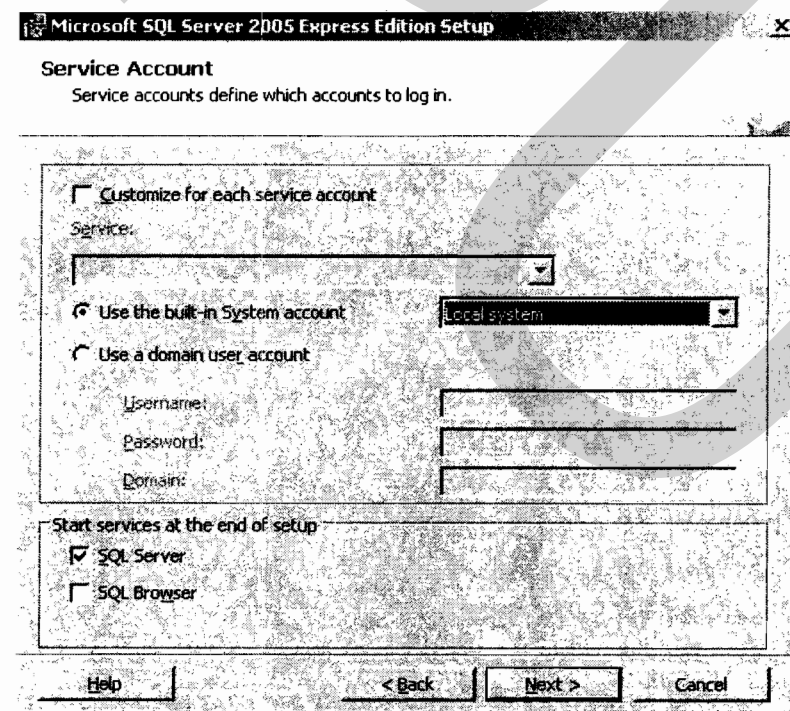 Microsoft SQL Server 2005 Express Edition Setup
Service Account
Service accounts define which accounts to log in.
Customize for each service account
Service:
Use the built-in System account Local system
Use a domain user account
Username:
Password:
Domain:
Start services at the end of setup
SQL Server
SQL Browser
Help < Back Next > Cancel